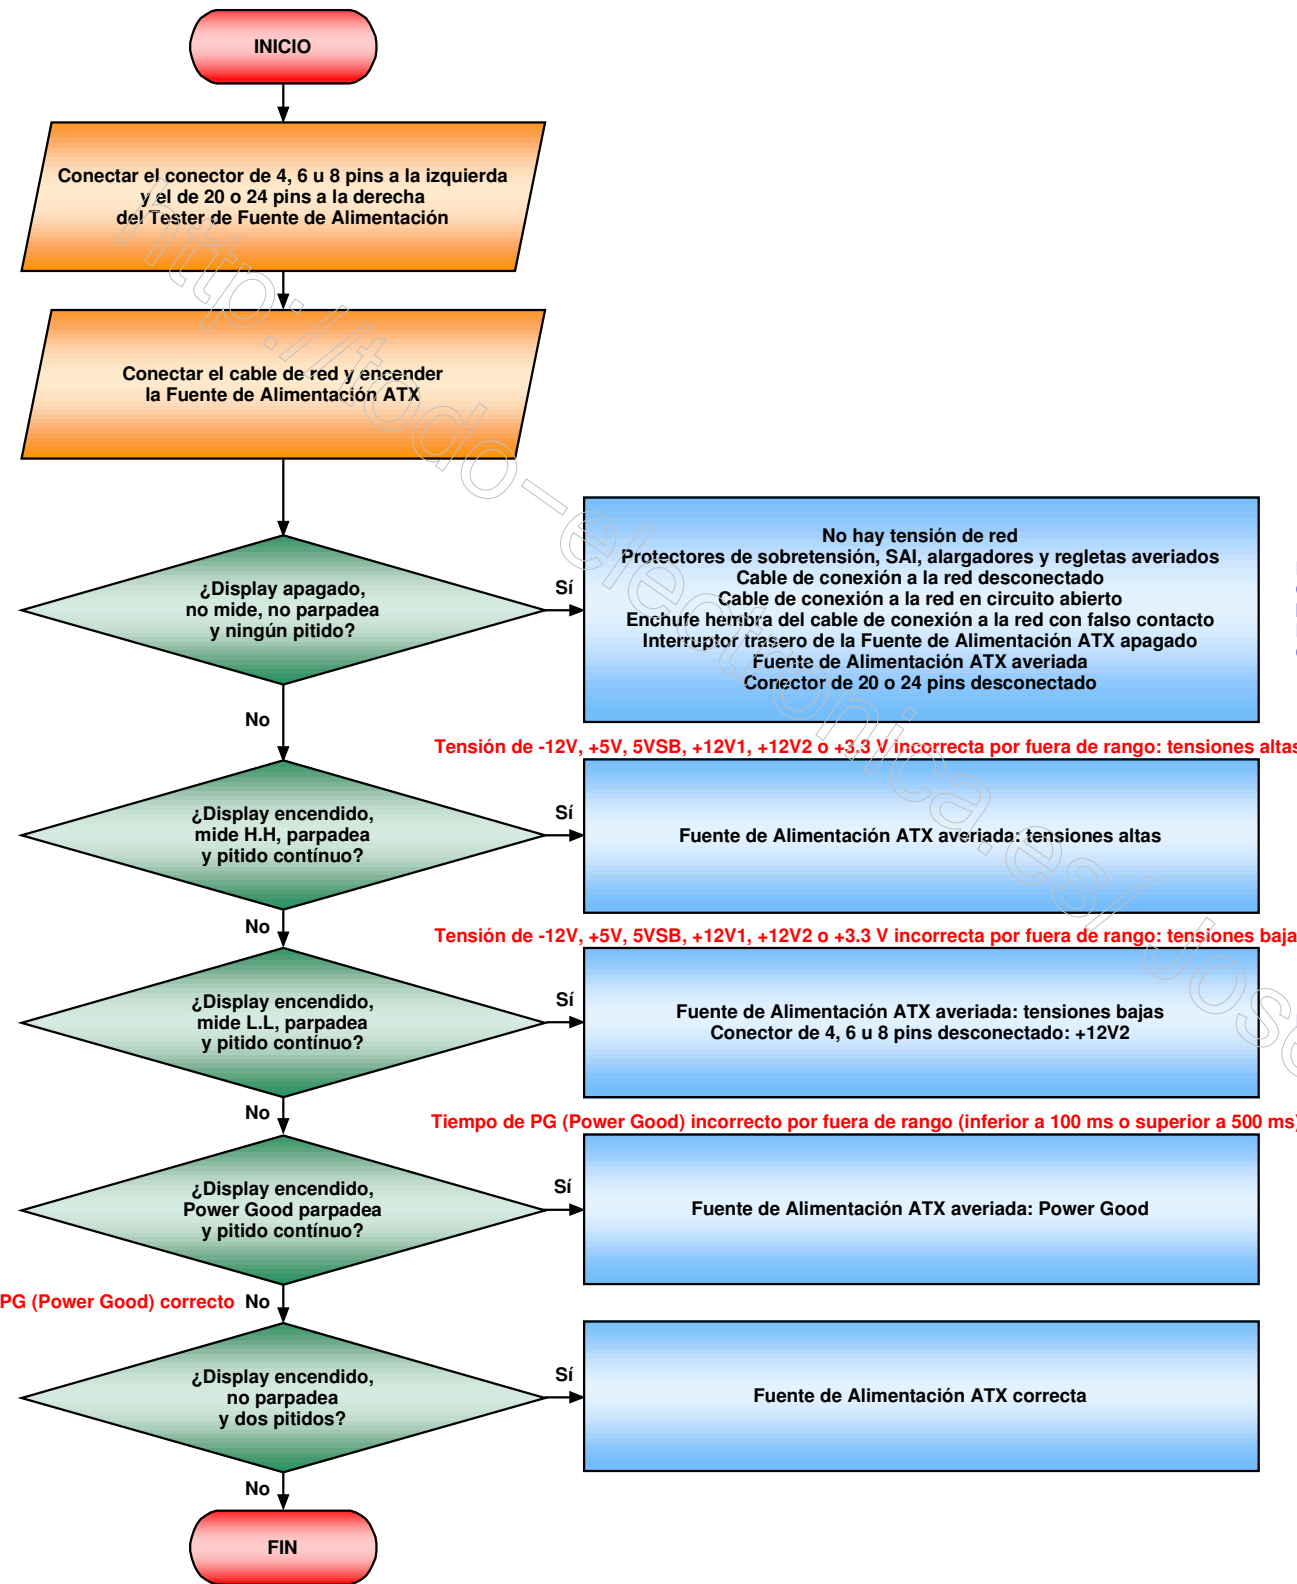 INICIO
Conectar el conector de 4, 6 u 8 pins a la izquierda
y el de 20 o 24 pins a la derecha
del Tester de Fuente de Alimentación
Conectar el cable de red y encender
la Fuente de Alimentación ATX
¿Display apagado,
no mide, no parpadea
y ningún pitido?
Sí
No hay tensión de red
Protectores de sobretensión, SAI, alargadores y regletas averiados
Cable de conexión a la red desconectado
Cable de conexión a la red en circuito abierto
Enchufe hembra del cable de conexión a la red con falso contacto
Interruptor trasero de la Fuente de Alimentación ATX apagado
Fuente de Alimentación ATX averiada
Conector de 20 o 24 pins desconectado
No
Tensión de -12V, +5V, 5VSB, +12V1, +12V2 o +3.3 V incorrecta por fuera de rango: tensiones altas
¿Display encendido,
mide H.H, parpadea
y pitido contínuo?
Sí
Fuente de Alimentación ATX averiada: tensiones altas
No
Tensión de -12V, +5V, 5VSB, +12V1, +12V2 o +3.3 V incorrecta por fuera de rango: tensiones baja
¿Display encendido,
mide L.L, parpadea
y pitido contínuo?
Sí
Fuente de Alimentación ATX averiada: tensiones bajas
Conector de 4, 6 u 8 pins desconectado: +12V2
No
Tiempo de PG (Power Good) incorrecto por fuera de rango (inferior a 100 ms o superior a 500 ms)
¿Display encendido,
Power Good parpadea
y pitido contínuo?
Sí
Fuente de Alimentación ATX averiada: Power Good
PG (Power Good) correcto
No
¿Display encendido,
no parpadea
y dos pitidos?
Sí
Fuente de Alimentación ATX correcta
No
FIN
http://todo-electronica.es/ Jose